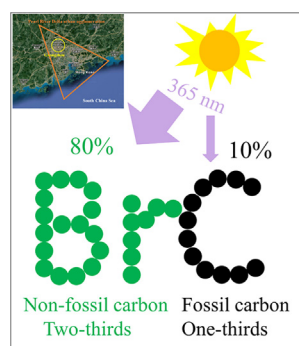 South China Sea
365 nm
80%
10%
BrC
Non-fossil carbon
Two-thirds
Fossil carbon
One-thirds